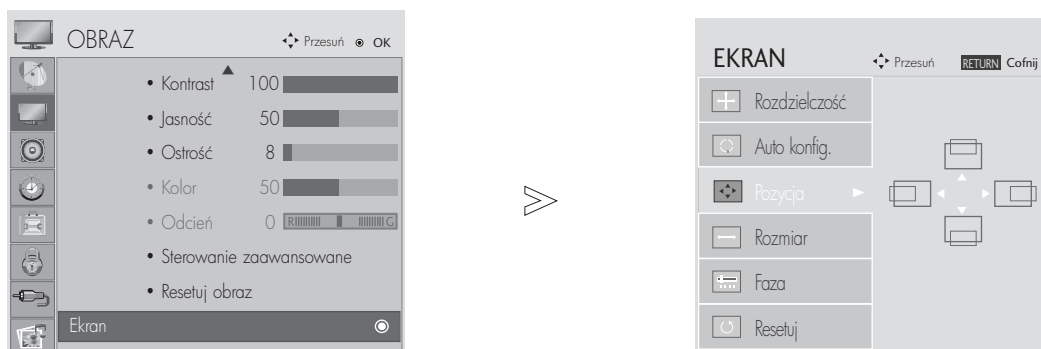 OBRAZ
Przesuń OK
• Kontrast 100
• Jasność 50
• Ostrość 8
• Kolor 50
• Odcień 0 R G
• Sterowanie zaawansowane
• Resetuj obraz
Ekran
EKRAN
Przesuń RETURN Cofnij
Rozdzielczość
Auto konfig.
Pozycja
Rozmiar
Faza
Resetuj